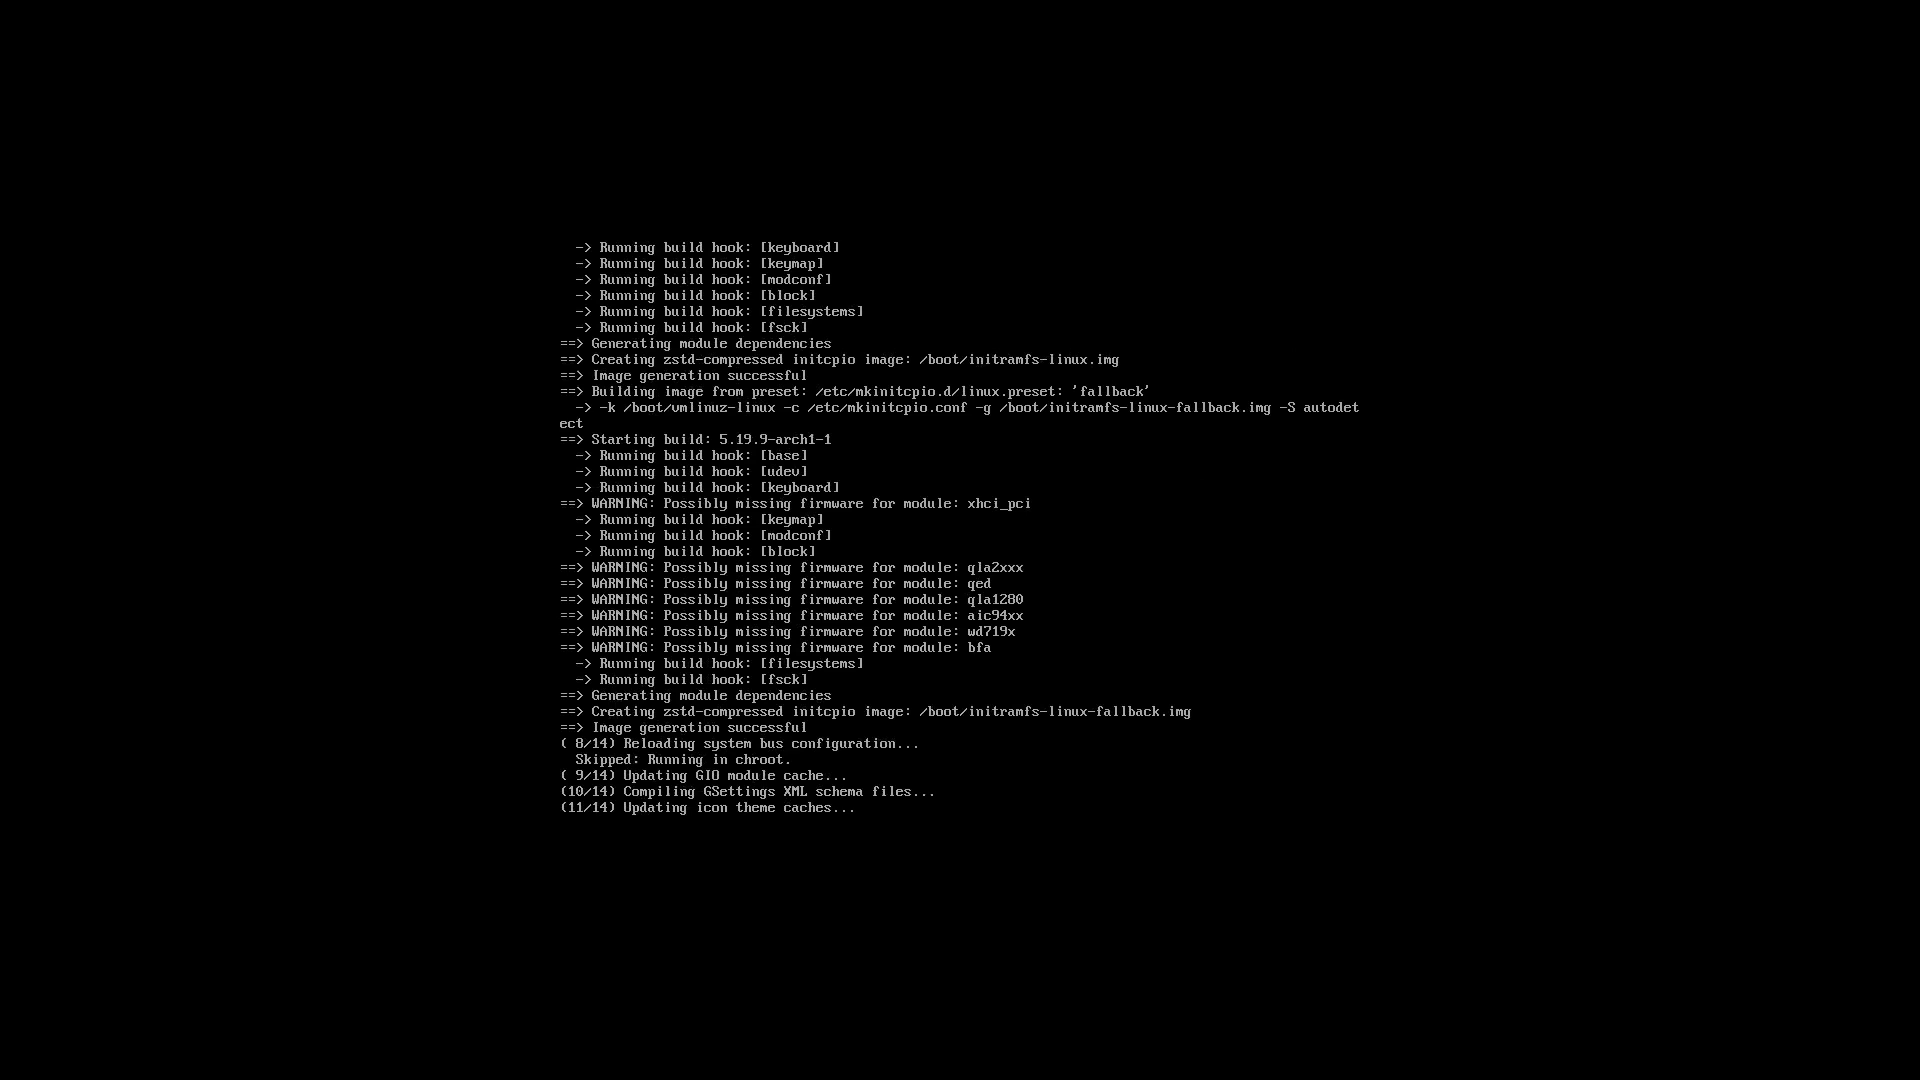 -> Running build hook: [keyboard]
-> Running build hook: [keymap]
-> Running build hook: [modconf]
-> Running build hook: [block]
-> Running build hook: [filesystems]
-> Running build hook: [fsck]
==> Generating module dependencies
==> Creating zstd-compressed initcpio image: /boot/initramfs-linux.img
==> Image generation successful
==> Building image from preset: /etc/mkinitcpio.d/linux.preset: 'fallback'
-> -k /boot/vmlinuz-linux -c /etc/mkinitcpio.conf -g /boot/initramfs-linux-fallback.img -S autodet
ect
==> Starting build: 5.19.9-arch1-1
-> Running build hook: [base]
-> Running build hook: [udev]
-> Running build hook: [keyboard]
==> WARNING: Possibly missing firmware for module: xhci_pci
-> Running build hook: [keymap]
-> Running build hook: [modconf]
-> Running build hook: [block]
==> WARNING: Possibly missing firmware for module: qla2xxx
==> WARNING: Possibly missing firmware for module: qed
==> WARNING: Possibly missing firmware for module: qla1280
==> WARNING: Possibly missing firmware for module: aic94xx
==> WARNING: Possibly missing firmware for module: wd719x
==> WARNING: Possibly missing firmware for module: bfa
-> Running build hook: [filesystems]
-> Running build hook: [fsck]
==> Generating module dependencies
==> Creating zstd-compressed initcpio image: /boot/initramfs-linux-fallback.img
==> Image generation successful
( 8/14) Reloading system bus configuration...
Skipped: Running in chroot.
( 9/14) Updating GIO module cache...
(10/14) Compiling GSettings XML schema files...
(11/14) Updating icon theme caches...